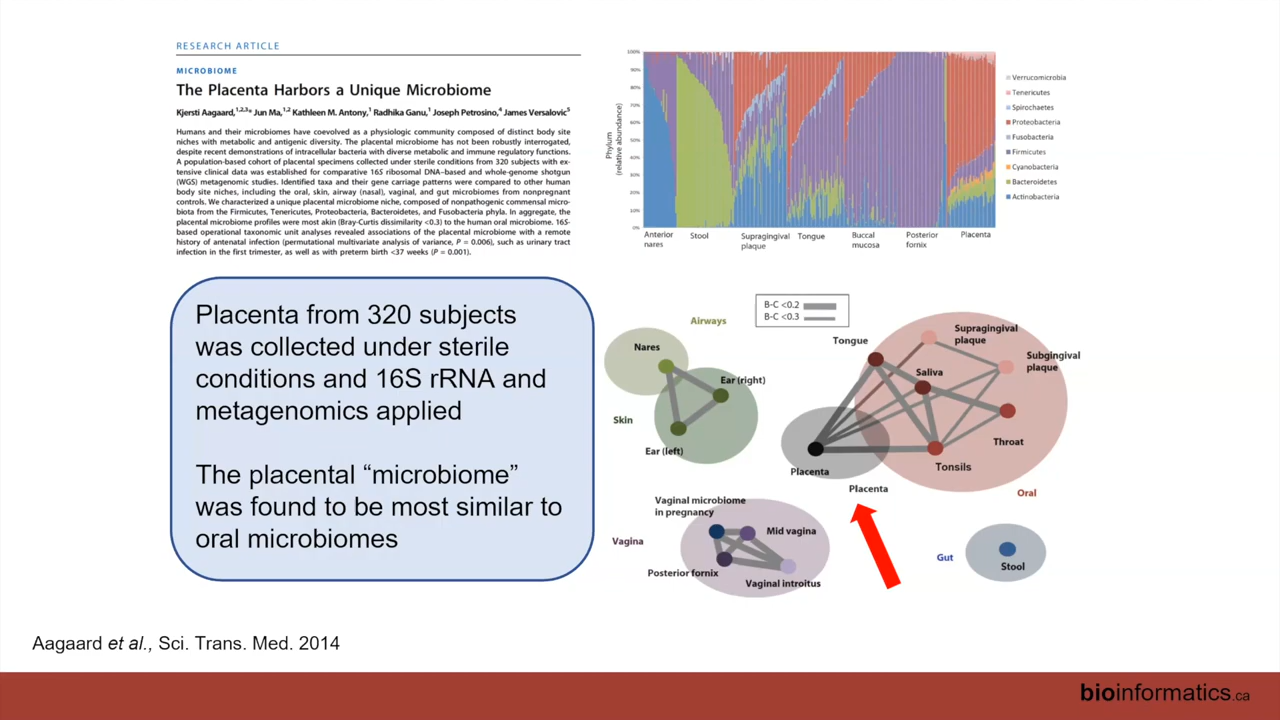 RESEARCH ARTICLE
MICROBIOME
The Placenta Harbors a Unique Microbiome
Kjersti Aagaard,1,2,3* Jun Ma,1,2 Kathleen M. Antony,1 Radhika Ganu,1 Joseph Petrosino,4 James Versalovic5
Humans and their microbiomes have coevolved as a physiologic community composed of distinct body site
niches with metabolic and antigenic diversity. The placental microbiome has not been robustly interrogated,
despite recent demonstrations of intracellular bacteria with diverse metabolic and immune regulatory functions.
A population-based cohort of placental specimens collected under sterile conditions from 320 subjects with ex-
tensive clinical data was established for comparative 16S ribosomal DNA–based and whole-genome shotgun
(WGS) metagenomic studies. Identified taxa and their gene carriage patterns were compared to other human
body site niches, including the oral, skin, airway (nasal), vaginal, and gut microbiomes from nonpregnant
controls. We characterized a unique placental microbiome niche, composed of nonpathogenic commensal micro-
biota from the Firmicutes, Tenericutes, Proteobacteria, Bacteroidetes, and Fusobacteria phyla. In aggregate, the
placental microbiome profiles were most akin (Bray-Curtis dissimilarity <0.3) to the human oral microbiome. 16S-
based operational taxonomic unit analyses revealed associations of the placental microbiome with a remote
history of antenatal infection (permutational multivariate analysis of variance, P = 0.006), such as urinary tract
infection in the first trimester, as well as with preterm birth <37 weeks (P = 0.001).
Placenta from 320 subjects
was collected under sterile
conditions and 16S rRNA and
metagenomics applied
The placental “microbiome”
was found to be most similar to
oral microbiomes
Phylum
(relative abundance)
100%
90%
80%
70%
60%
50%
40%
30%
20%
10%
0%
Anterior
nares
Stool
Supragingival
plaque
Tongue
Buccal
mucosa
Posterior
fornix
Placenta
Verrucomicrobia
Tenericutes
Spirochaetes
Proteobacteria
Fusobacteria
Firmicutes
Cyanobacteria
Bacteroidetes
Actinobacteria
B-C <0.2
B-C <0.3
Airways
Nares
Ear (right)
Skin
Ear (left)
Tongue
Supragingival
plaque
Subgingival
plaque
Saliva
Throat
Tonsils
Placenta
Placenta
Oral
Vaginal microbiome
in pregnancy
Mid vagina
Vagina
Posterior fornix
Vaginal introitus
Gut
Stool
Aagaard et al., Sci. Trans. Med. 2014
bioinformatics.ca